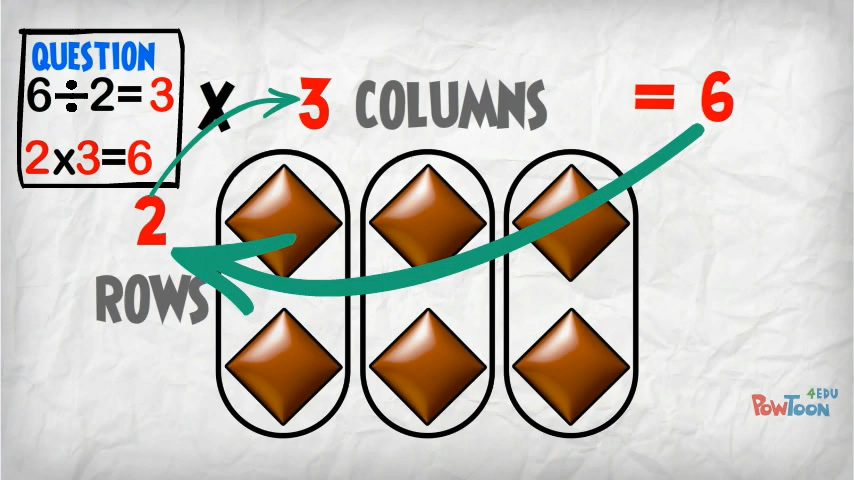 QUESTION
6÷2=3
2x3=6
x 3 COLUMNS = 6
2
ROWS
4EDU
POWTOON